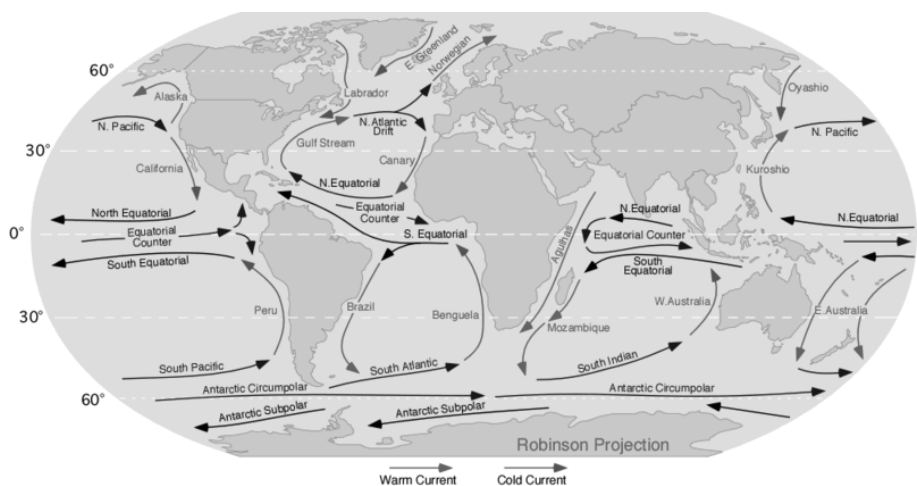 E. Greenland
Norwegian
60°
Alaska
Labrador
Oyashio
N. Pacific
N. Atlantic
Drift
N. Pacific
30°
Gulf Stream
California
Canary
Kuroshio
N.Equatorial
North Equatorial
Equatorial
Counter
N.Equatorial
N.Equatorial
0°
Equatorial
Counter
S. Equatorial
Equatorial Counter
South Equatorial
Agulhas
South
Equatorial
Peru
Brazil
Benguela
W.Australia
E.Australia
30°
Mozambique
South Pacific
South Atlantic
South Indian
Antarctic Circumpolar
Antarctic Circumpolar
60°
Antarctic Subpolar
Antarctic Subpolar
Robinson Projection
Warm Current
Cold Current